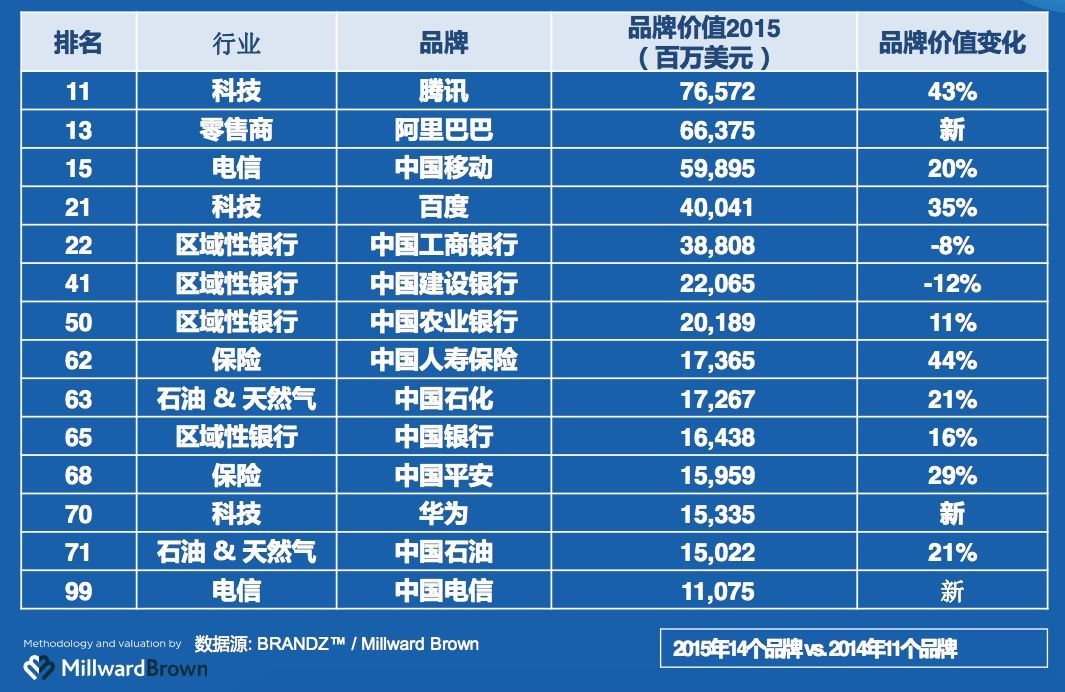 排名 行业 品牌 品牌价值2015 品牌价值变化
（百万美元）
11 科技 腾讯 76,572 43%
13 零售商 阿里巴巴 66,375 新
15 电信 中国移动 59,895 20%
21 科技 百度 40,041 35%
22 区域性银行 中国工商银行 38,808 -8%
41 区域性银行 中国建设银行 22,065 -12%
50 区域性银行 中国农业银行 20,189 11%
62 保险 中国人寿保险 17,365 44%
63 石油 & 天然气 中国石化 17,267 21%
65 区域性银行 中国银行 16,438 16%
68 保险 中国平安 15,959 29%
70 科技 华为 15,335 新
71 石油 & 天然气 中国石油 15,022 21%
99 电信 中国电信 11,075 新
Methodology and valuation by 数据源: BRANDZ™ / Millward Brown
MillwardBrown
2015年14个品牌 vs. 2014年11个品牌